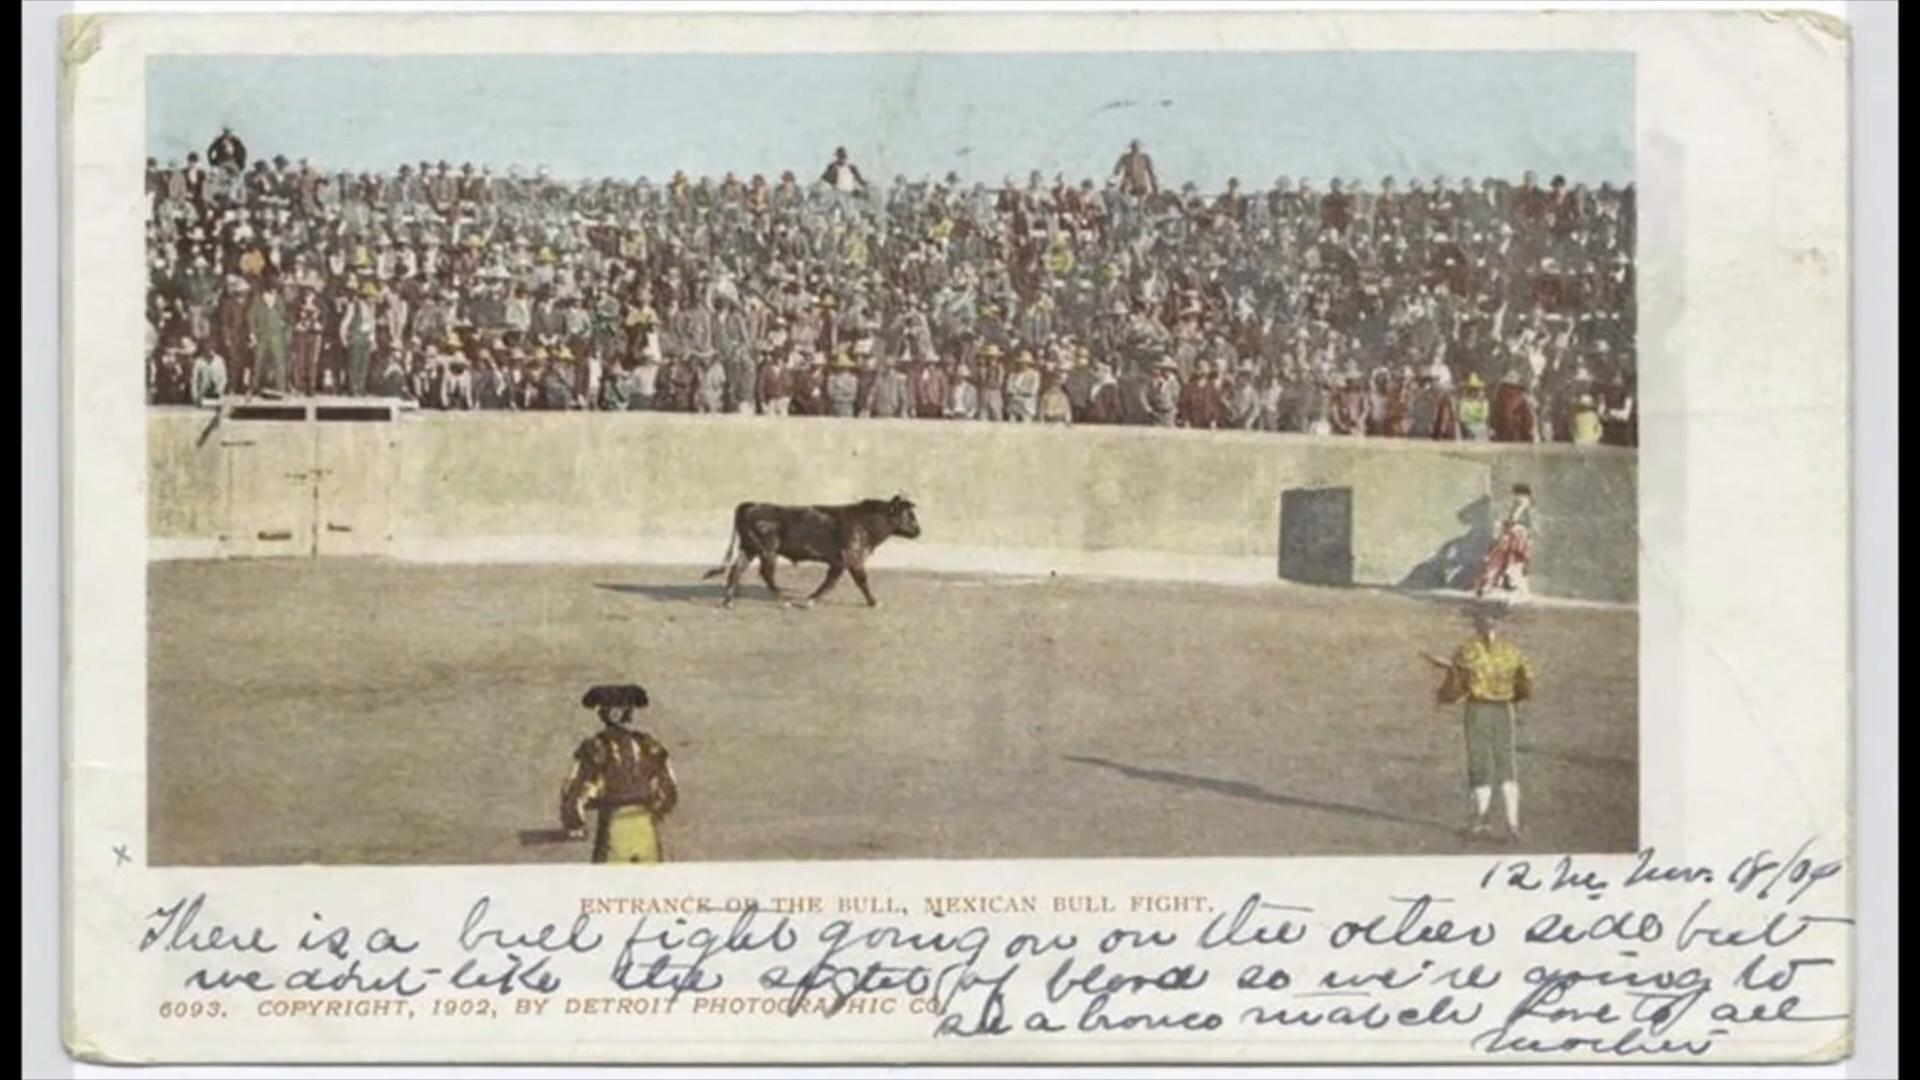 ENTRANCE OF THE BULL, MEXICAN BULL FIGHT.
12 M. Nov. 18/04
There is a bull fight going on on the other side but
we don't like the sight of blood so we're going to
6093. COPYRIGHT, 1902, BY DETROIT PHOTOGRAPHIC CO.
see a bronco match Love to all
Mother